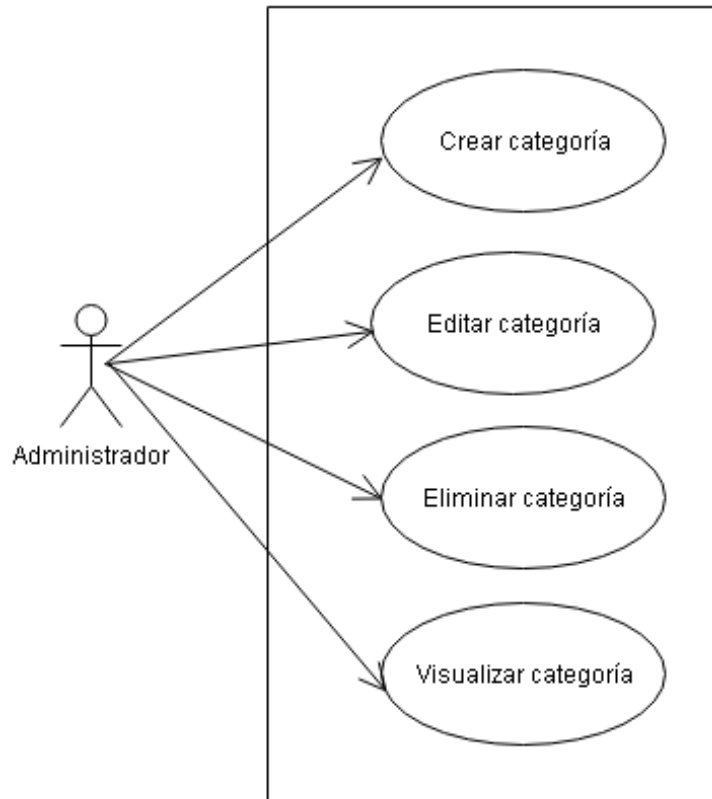 Crear categoría
Editar categoría
Administrador
Eliminar categoría
Visualizar categoría